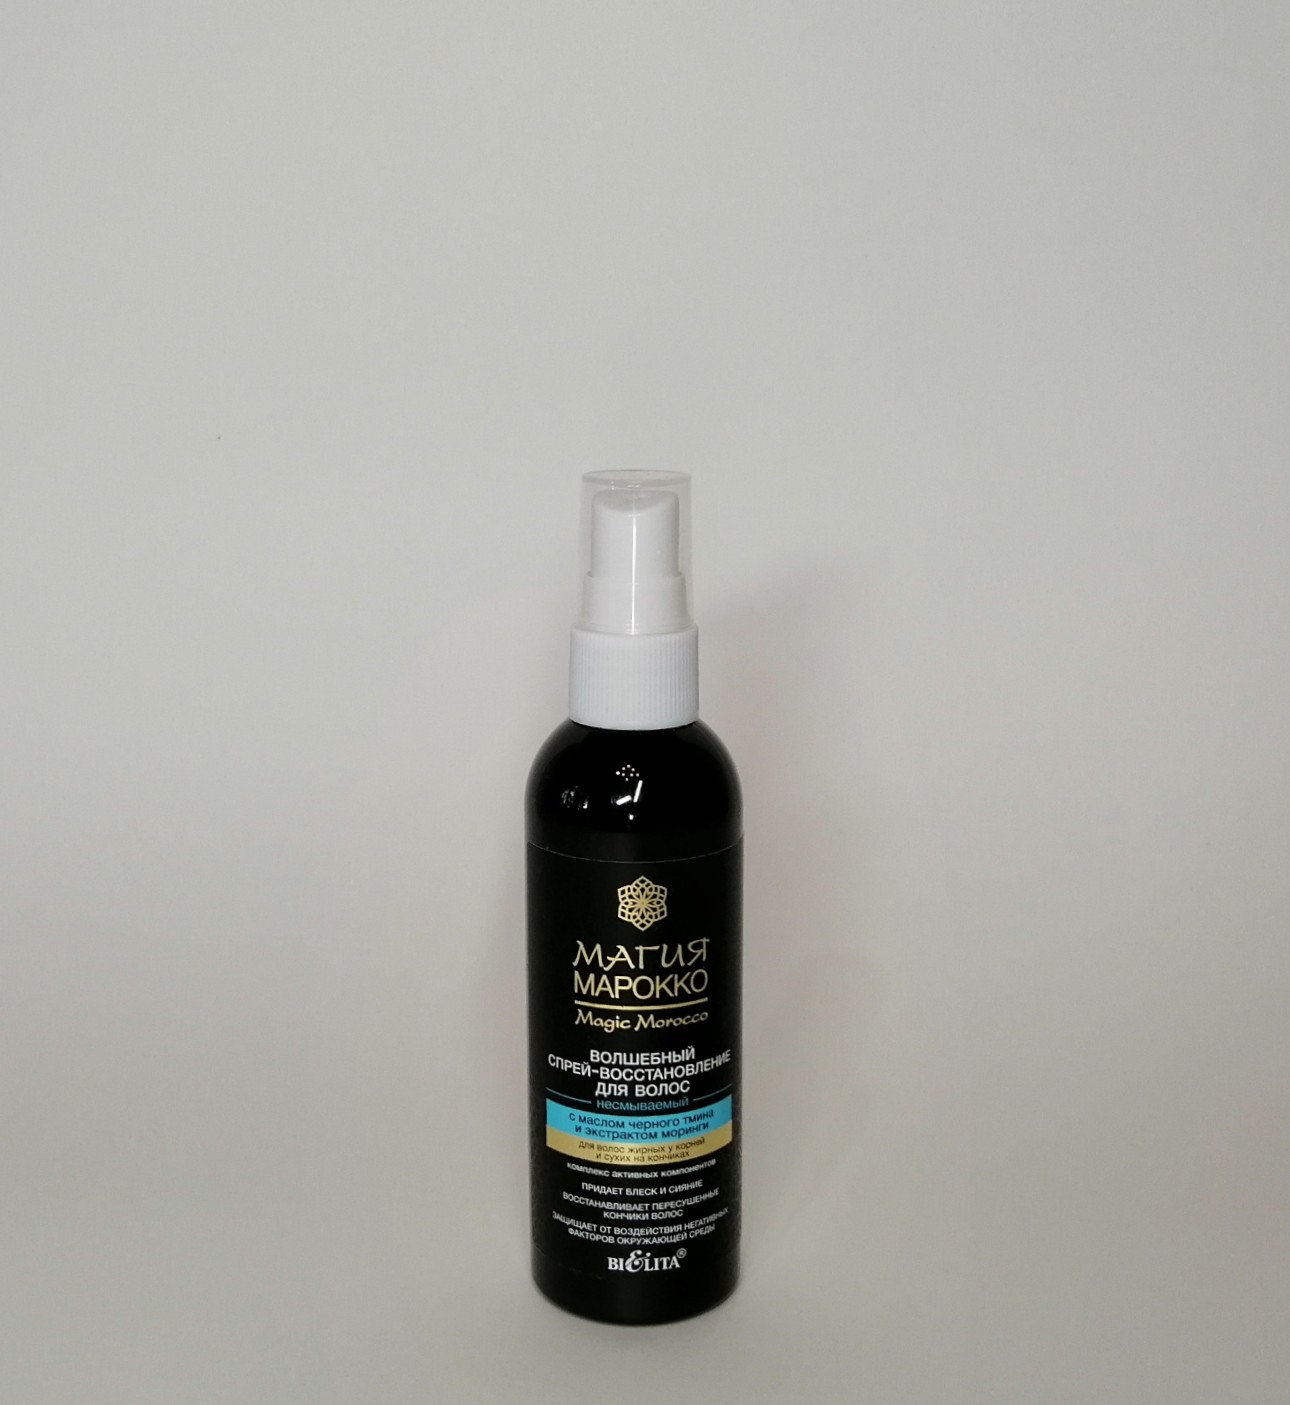 МАГИЯ
МАРОККО
Magic Morocco
ВОЛШЕБНЫЙ
СПРЕЙ-ВОССТАНОВЛЕНИЕ
ДЛЯ ВОЛОС
несмываемый
с маслом черного тмина
и экстрактом моринги
для волос жирных у корней
и сухих на кончиках
комплекс активных компонентов
ПРИДАЕТ БЛЕСК И СИЯНИЕ
ВОССТАНАВЛИВАЕТ ПЕРЕСУШЕННЫЕ
КОНЧИКИ ВОЛОС
ЗАЩИЩАЕТ ОТ ВОЗДЕЙСТВИЯ НЕГАТИВНЫХ
ФАКТОРОВ ОКРУЖАЮЩЕЙ СРЕДЫ
BIELITA®